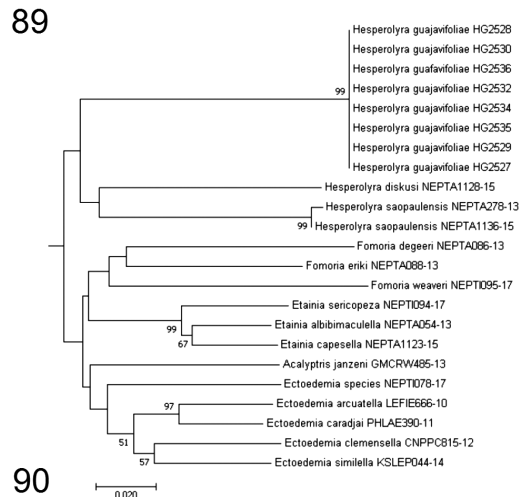 89
Hesperolyra guajavifoliae HG2528
Hesperolyra guajavifoliae HG2530
Hesperolyra guafavifoliae HG2536
99
Hesperolyra guajavifoliae HG2532
Hesperolyra guajavifoliae HG2534
Hesperolyra guajavifoliae HG2535
Hesperolyra guajavifoliae HG2529
Hesperolyra guajavifoliae HG2527
Hesperolyra diskusi NEPTA1128-15
Hesperolyra saopaulensis NEPTA278-13
99
Hesperolyra saopaulensis NEPTA1136-15
Fomoria degeeri NEPTA086-13
Fomoria eriki NEPTA088-13
Fomoria weaveri NEPTI095-17
Etainia sericopeza NEPTI094-17
99
Etainia albibimaculella NEPTA054-13
67
Etainia capesella NEPTA1123-15
Acalyptris janzeni GMCRW485-13
Ectoedemia species NEPTI078-17
97
Ectoedemia arcuatella LEFIE666-10
Ectoedemia caradjai PHLAE390-11
51
Ectoedemia clemensella CNPPC815-12
57
Ectoedemia similella KSLEP044-14
90
0.020